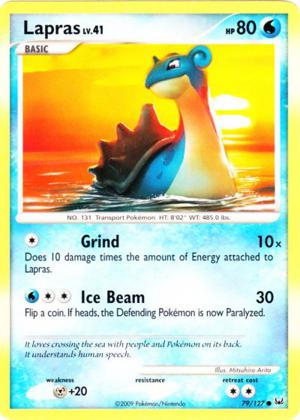 Lapras LV.41 HP 80
BASIC
NO. 131 Transport Pokémon HT: 8'02" WT: 485.0 lbs.
Grind 10x
Does 10 damage times the amount of Energy attached to
Lapras.
Ice Beam 30
Flip a coin. If heads, the Defending Pokémon is now Paralyzed.
Illus. Mitsuhiro Arita
It loves crossing the sea with people and Pokémon on its back.
It understands human speech.
weakness resistance retreat cost
+20
©2009 Pokémon/Nintendo 79/127